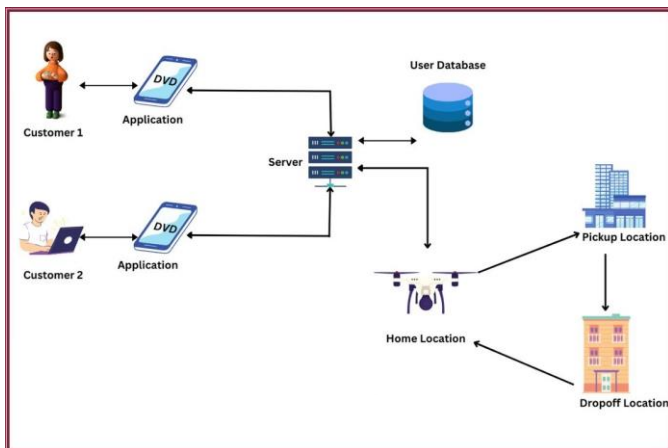 User Database
DVD
Customer 1
Application
Server
DVD
Customer 2
Application
Pickup Location
Home Location
Dropoff Location